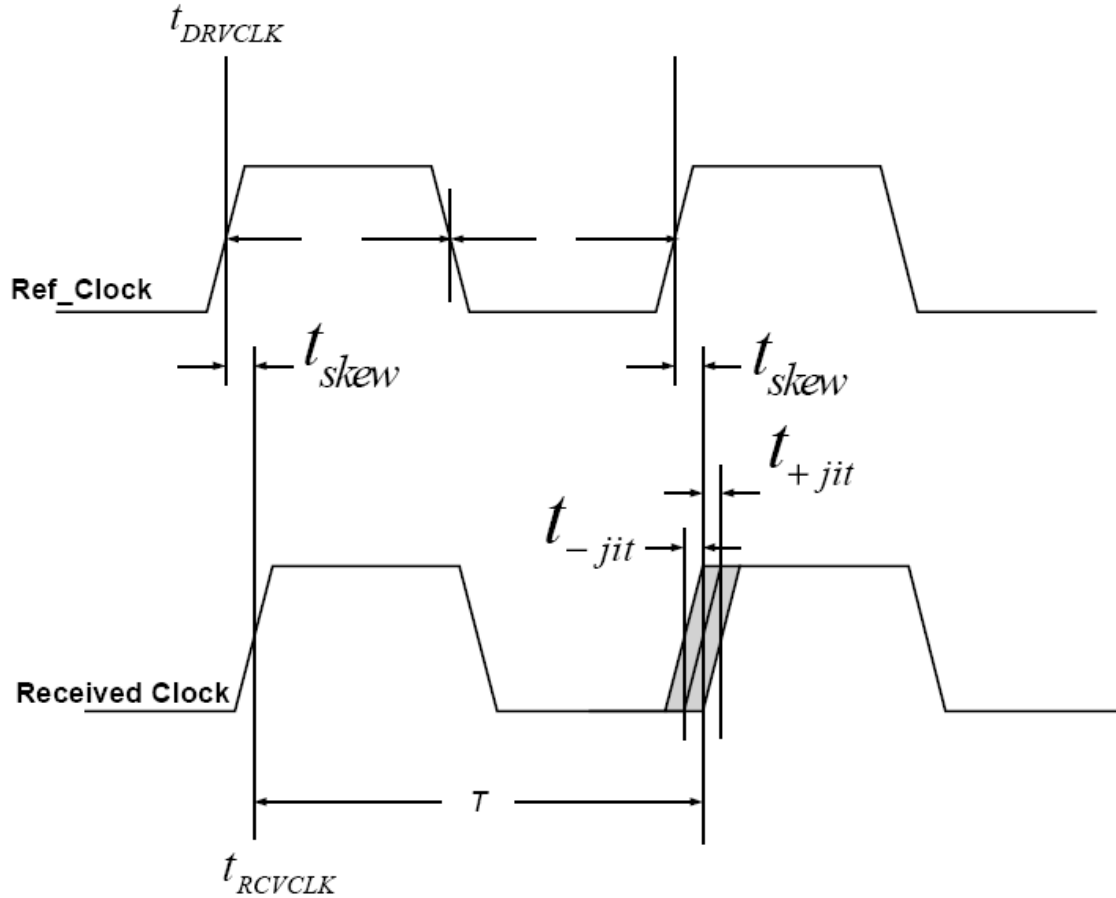 t_DRVCLK
Ref_Clock
t_skew
t_skew
t_+ jit
t_- jit
Received Clock
T
t_RCVCLK